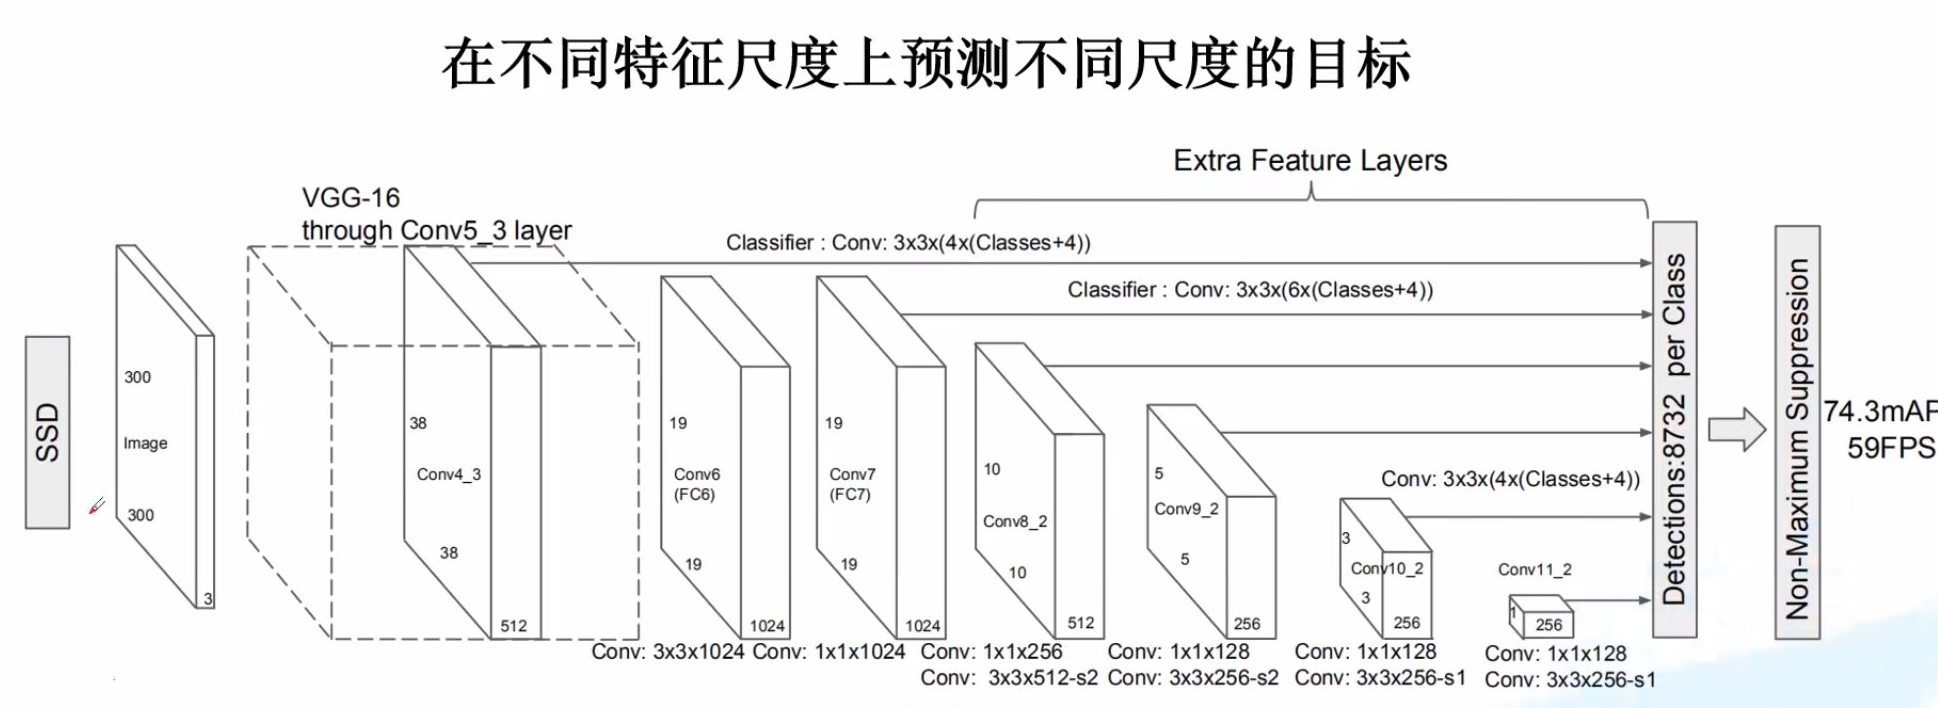 在不同特征尺度上预测不同尺度的目标
Extra Feature Layers
VGG-16
through Conv5_3 layer
Classifier : Conv: 3x3x(4x(Classes+4))
Classifier : Conv: 3x3x(6x(Classes+4))
Conv: 3x3x(4x(Classes+4))
SSD
300
Image
300
3
38
Conv4_3
38
512
19
Conv6
(FC6)
19
1024
19
Conv7
(FC7)
19
1024
10
Conv8_2
10
512
5
Conv9_2
5
256
3
Conv10_2
3
256
Conv11_2
1
256
Conv: 3x3x1024
Conv: 1x1x1024
Conv: 1x1x256
Conv: 3x3x512-s2
Conv: 1x1x128
Conv: 3x3x256-s2
Conv: 1x1x128
Conv: 3x3x256-s1
Conv: 1x1x128
Conv: 3x3x256-s1
Detections:8732 per Class
Non-Maximum Suppression
74.3mAP
59FPS